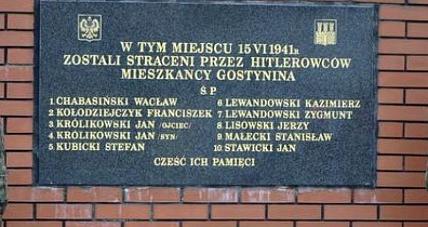 W TYM MIEJSCU 15 VI 1941R
ZOSTALI STRACENI PRZEZ HITLEROWCÓW
MIESZKAŃCY GOSTYNINA
Ś P
1 CHABASIŃSKI WACŁAW
2 KOŁODZIEJCZYK FRANCISZEK
3 KRÓLIKOWSKI JAN /OJCIEC/
4 KRÓLIKOWSKI JAN /SYN/
5 KUBICKI STEFAN
6 LEWANDOWSKI KAZIMIERZ
7 LEWANDOWSKI ZYGMUNT
8 LISOWSKI JERZY
9 MAŁECKI STANISŁAW
10 STAWICKI JAN
CZEŚĆ ICH PAMIĘCI